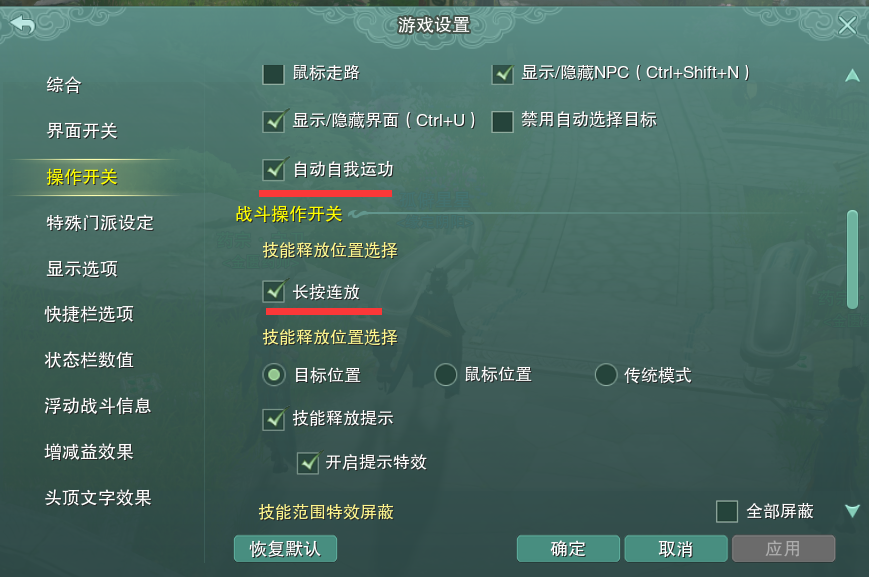 游戏设置
综合
界面开关
操作开关
特殊门派设定
显示选项
快捷栏选项
状态栏数值
浮动战斗信息
增减益效果
头顶文字效果
鼠标走路 显示/隐藏NPC（Ctrl+Shift+N）
显示/隐藏界面（Ctrl+U） 禁用自动选择目标
自动自我运功
战斗操作开关
技能释放位置选择
长按连放
技能释放位置选择
目标位置 鼠标位置 传统模式
技能释放提示
开启提示特效
技能范围特效屏蔽 全部屏蔽
恢复默认 确定 取消 应用